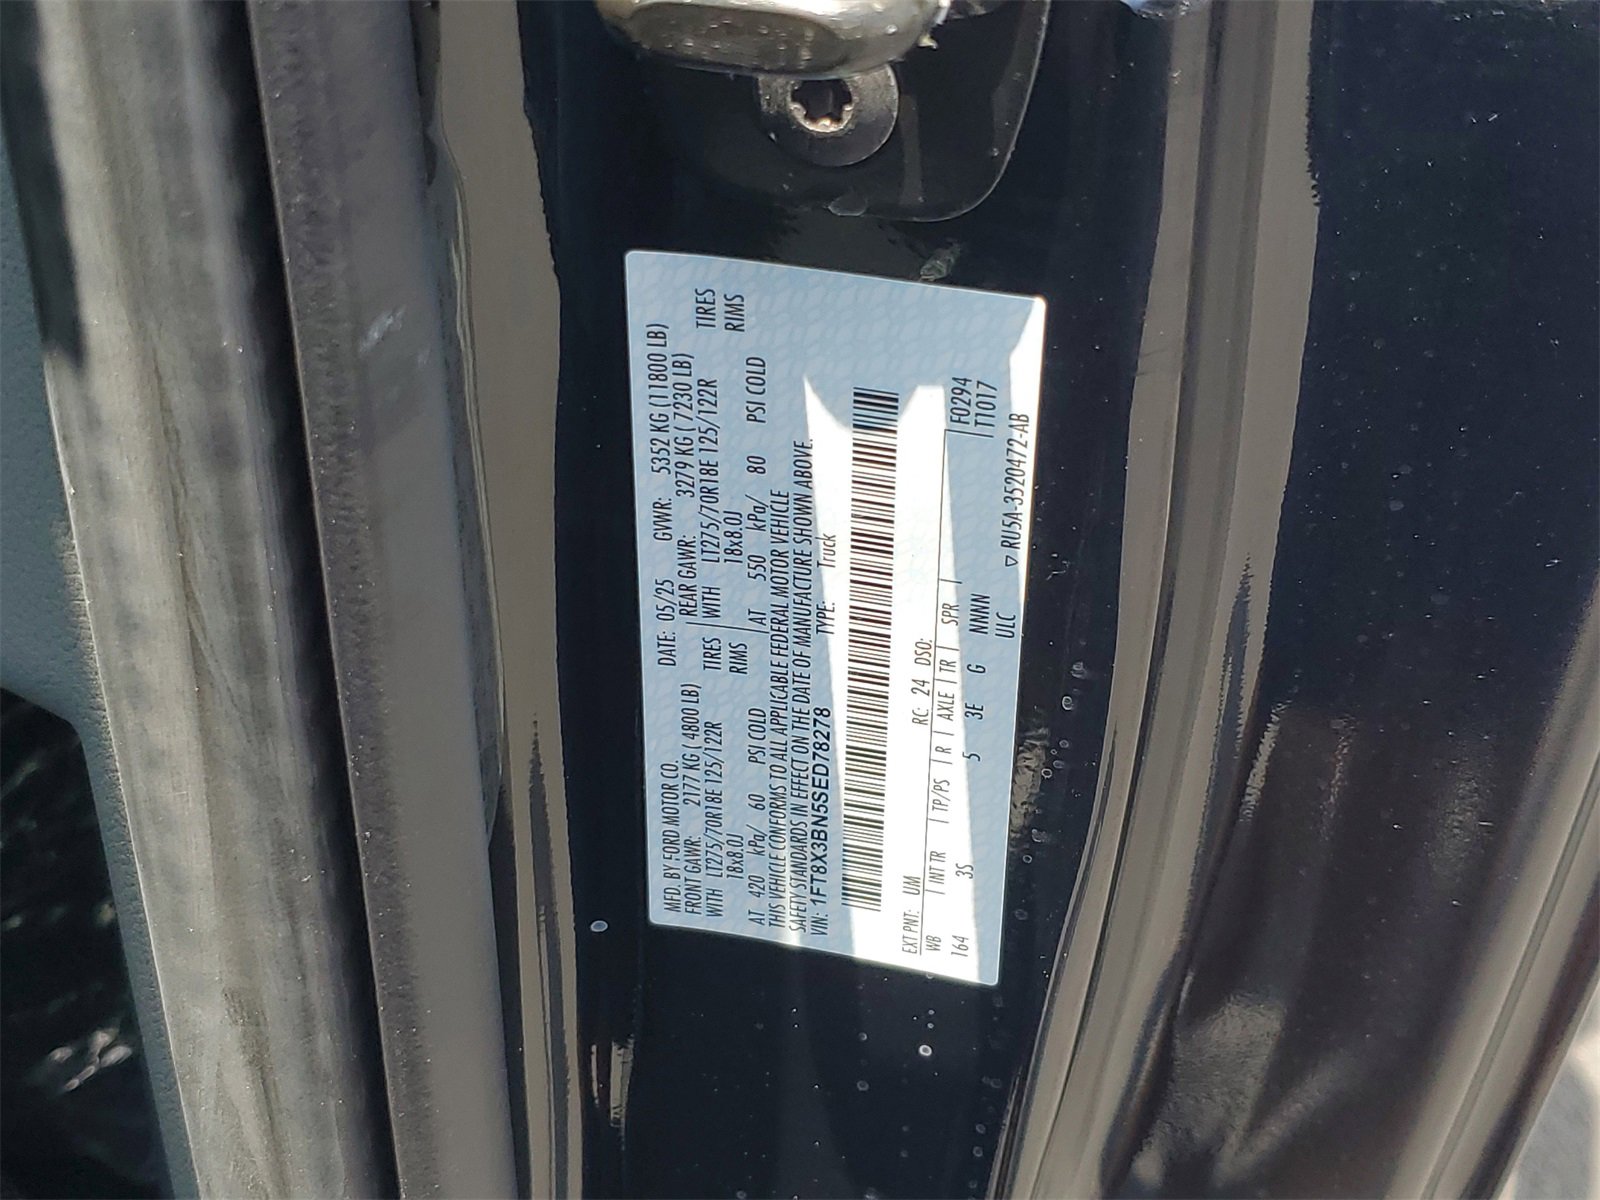 MFD. BY FORD MOTOR CO.
DATE: 05/25 GVWR: 5352 KG (11800 LB)
FRONT GAWR: 2177 KG ( 4800 LB) REAR GAWR: 3279 KG ( 7230 LB)
WITH LT275/70R18E 125/122R TIRES WITH LT275/70R18E 125/122R TIRES
18x8.0J RIMS 18x8.0J RIMS
AT 420 kPa/ 60 PSI COLD AT 550 kPa/ 80 PSI COLD
THIS VEHICLE CONFORMS TO ALL APPLICABLE FEDERAL MOTOR VEHICLE
SAFETY STANDARDS IN EFFECT ON THE DATE OF MANUFACTURE SHOWN ABOVE.
VIN: 1FT8X3BN5SED78278 TYPE: Truck
EXT PNT: UM RC: 24 DSO: F0294
WB INT TR TP/PS R AXLE TR SPR T1017
164 3S 5 3E G NNNN
ULC ▽ RU5A-3520472-AB